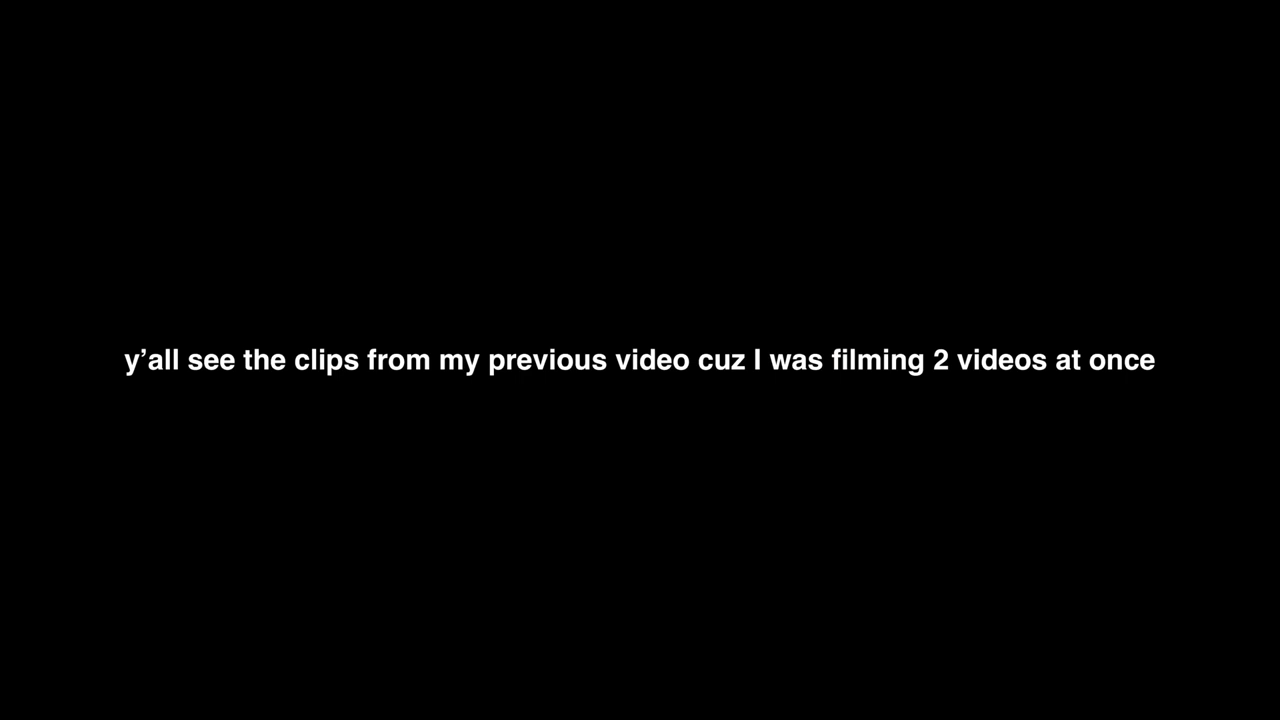 y’all see the clips from my previous video cuz I was filming 2 videos at once